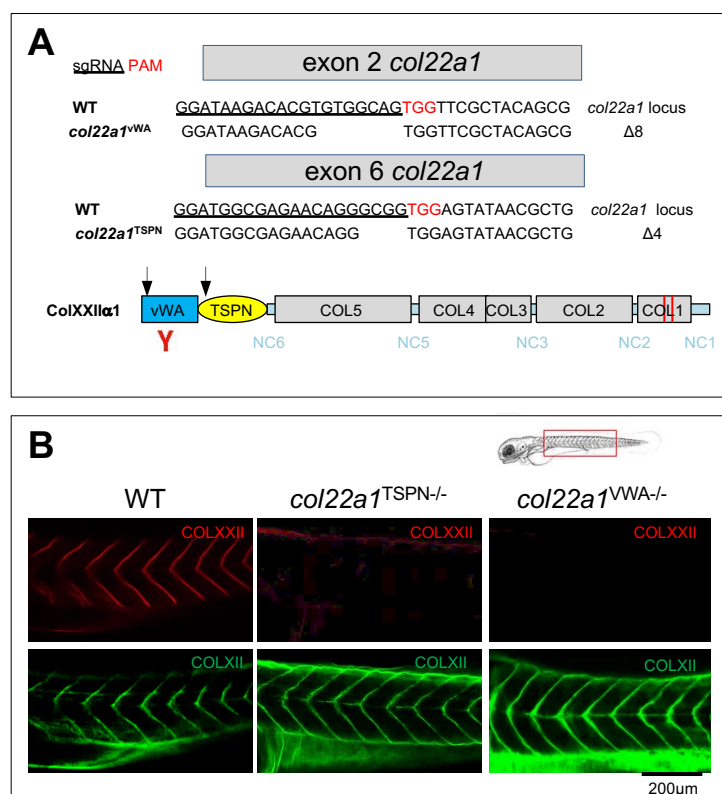 A
exon 2 col22a1
sgRNA PAM
WT GGATAAGACACGTGTGGCAGTGGTTCGCTACAGCG col22a1 locus
col22a1vWA GGATAAGACACG TGGTTCGCTACAGCG Δ8
exon 6 col22a1
WT GGATGGCGAGAACAGGGCGGTGGAGTATAACGCTG col22a1 locus
col22a1TSPN GGATGGCGAGAACAGG TGGAGTATAACGCTG Δ4
ColXXIIα1 vWA TSPN COL5 COL4 COL3 COL2 COL1
NC6 NC5 NC3 NC2 NC1
B
WT col22a1TSPN-/- col22a1VWA-/-
COLXXII COLXXII COLXXII
COLXII COLXII COLXII
200um